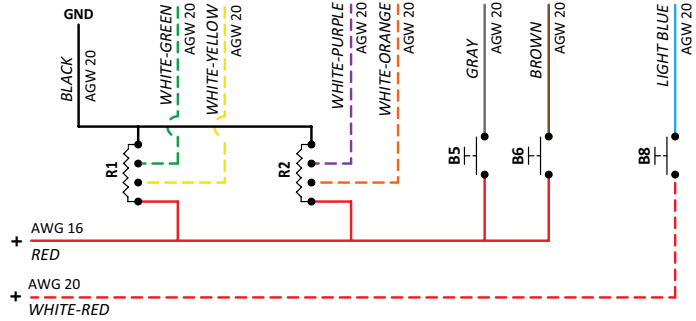 GND
BLACK
AGW 20
WHITE-GREEN
AGW 20
WHITE-YELLOW
AGW 20
WHITE-PURPLE
AGW 20
WHITE-ORANGE
AGW 20
GRAY
AGW 20
BROWN
AGW 20
LIGHT BLUE
AGW 20
R1
R2
B5
B6
B8
+ AWG 16
RED
+ AWG 20
WHITE-RED